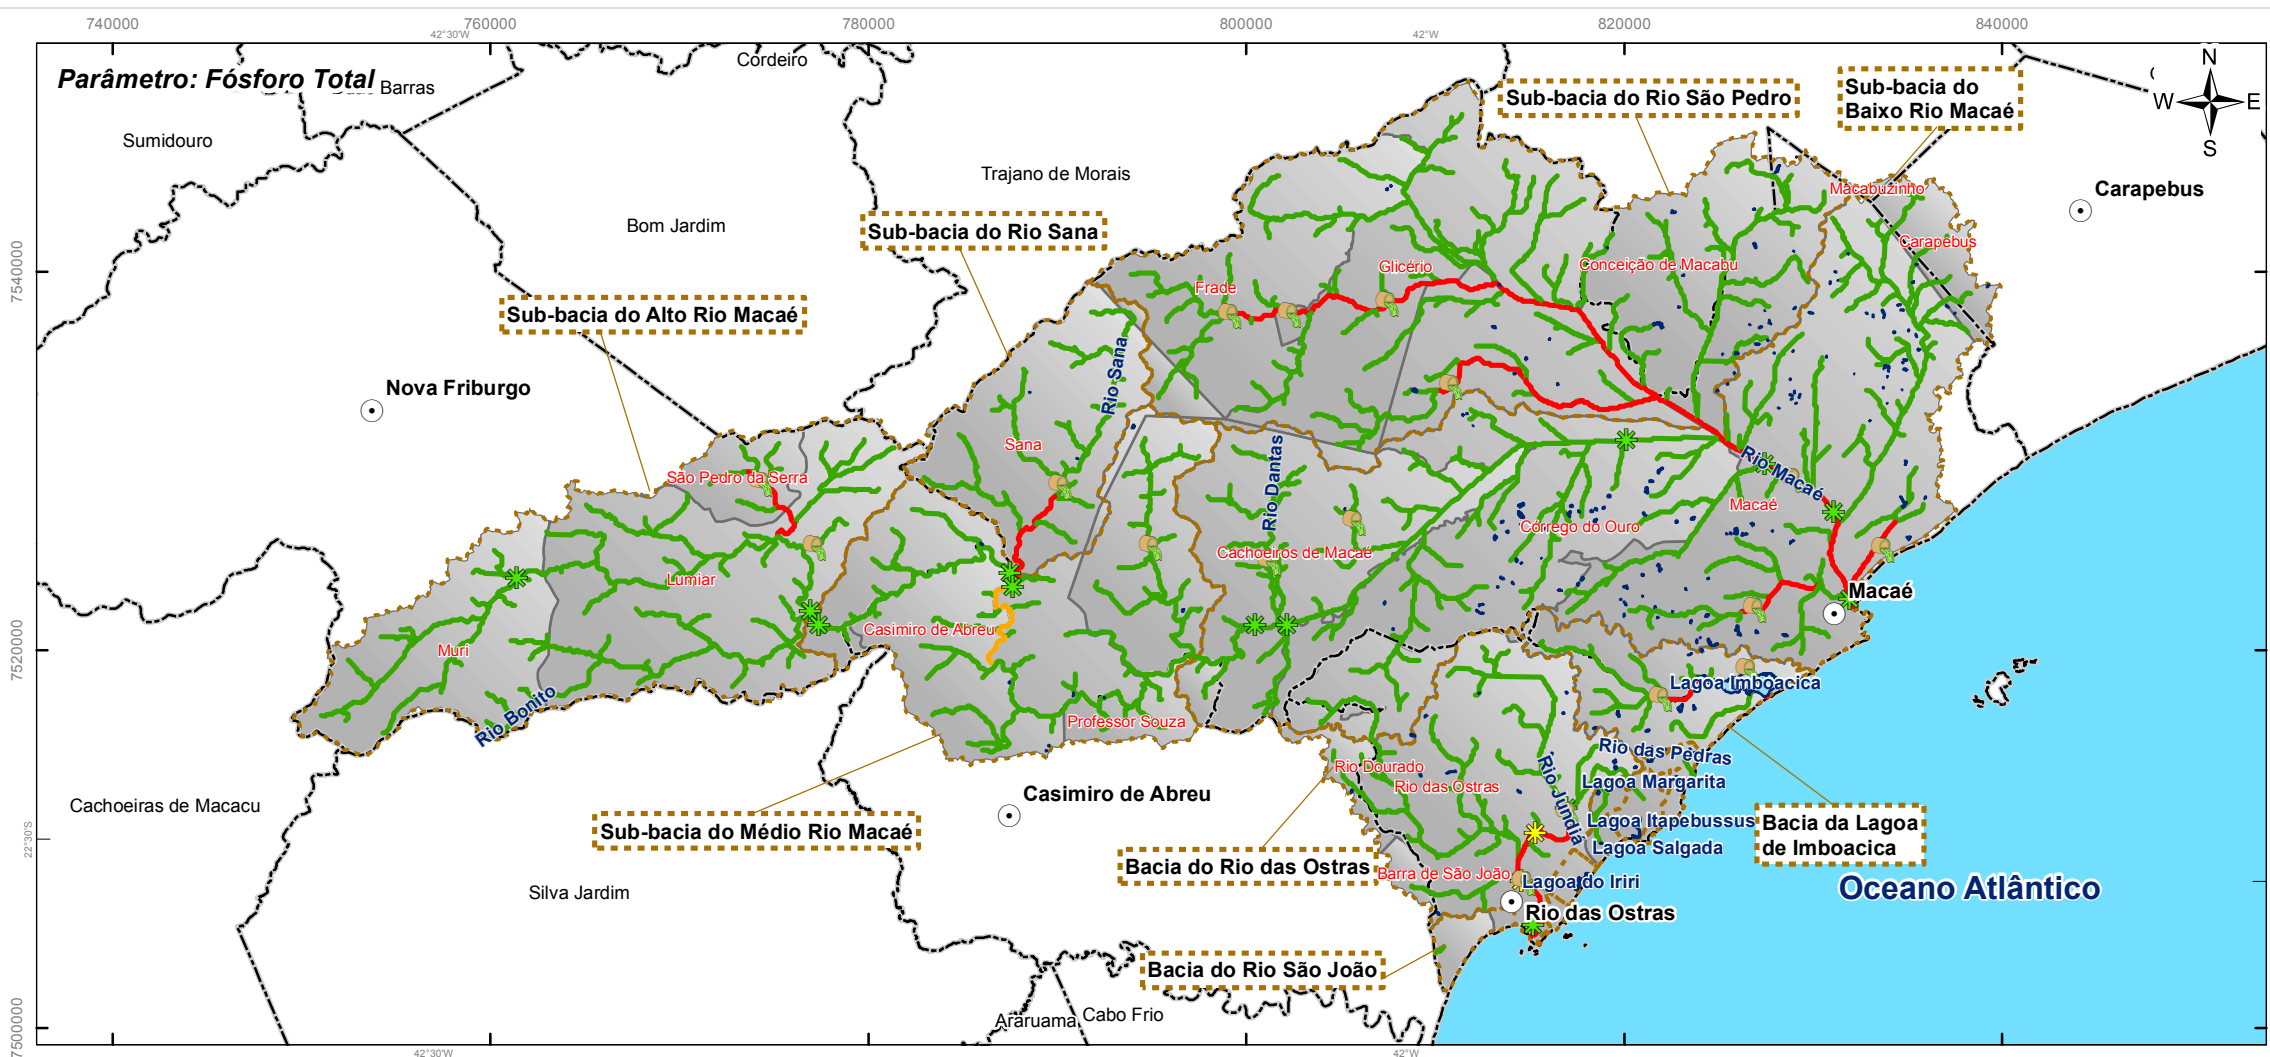 740000
760000
780000
800000
820000
840000
42°30'W
42°W
Parâmetro: Fósforo Total
Barras
Cordeiro
Sumidouro
Sub-bacia do Rio São Pedro
Sub-bacia do
Baixo Rio Macaé
N
W
E
S
Trajano de Morais
Macabuzinho
Carapebus
Bom Jardim
Sub-bacia do Rio Sana
Carapebus
7540000
Glicério
Conceição de Macabu
Frade
Sub-bacia do Alto Rio Macaé
Rio Sana
Nova Friburgo
Sana
Rio Dantas
Rio Macaé
São Pedro da Serra
Macaé
Córrego do Ouro
Cachoeiros de Macaé
Lumiar
Macaé
Casimiro de Abreu
7520000
Muri
Lagoa Imboacica
Rio Bonito
Professor Souza
Rio das Pedras
Rio Dourado
Rio das Ostras
Rio Jundiá
Lagoa Margarita
Casimiro de Abreu
Cachoeiras de Macacu
Sub-bacia do Médio Rio Macaé
Lagoa Itapebussus
Bacia da Lagoa
de Imboacica
22°30'S
Lagoa Salgada
Bacia do Rio das Ostras
Barra de São João
Lagoa do Iriri
Oceano Atlântico
Silva Jardim
Rio das Ostras
Bacia do Rio São João
7500000
Araruama
Cabo Frio
42°30'W
42°W